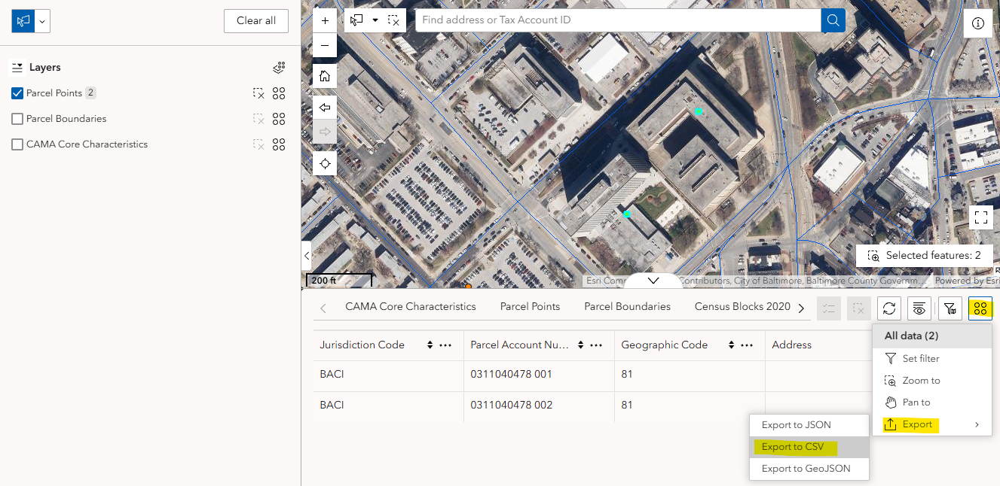 Clear all
Layers
Parcel Points 2
Parcel Boundaries
CAMA Core Characteristics
Find address or Tax Account ID
Selected features: 2
200 ft
Esri Com
Contributors, City of Baltimore, Baltimore County Governm...
Powered by Esri
CAMA Core Characteristics
Parcel Points
Parcel Boundaries
Census Blocks 2020
Jurisdiction Code
Parcel Account Nu...
Geographic Code
Address
BACI
0311040478 001
81
BACI
0311040478 002
81
All data (2)
Set filter
Zoom to
Pan to
Export
Export to JSON
Export to CSV
Export to GeoJSON